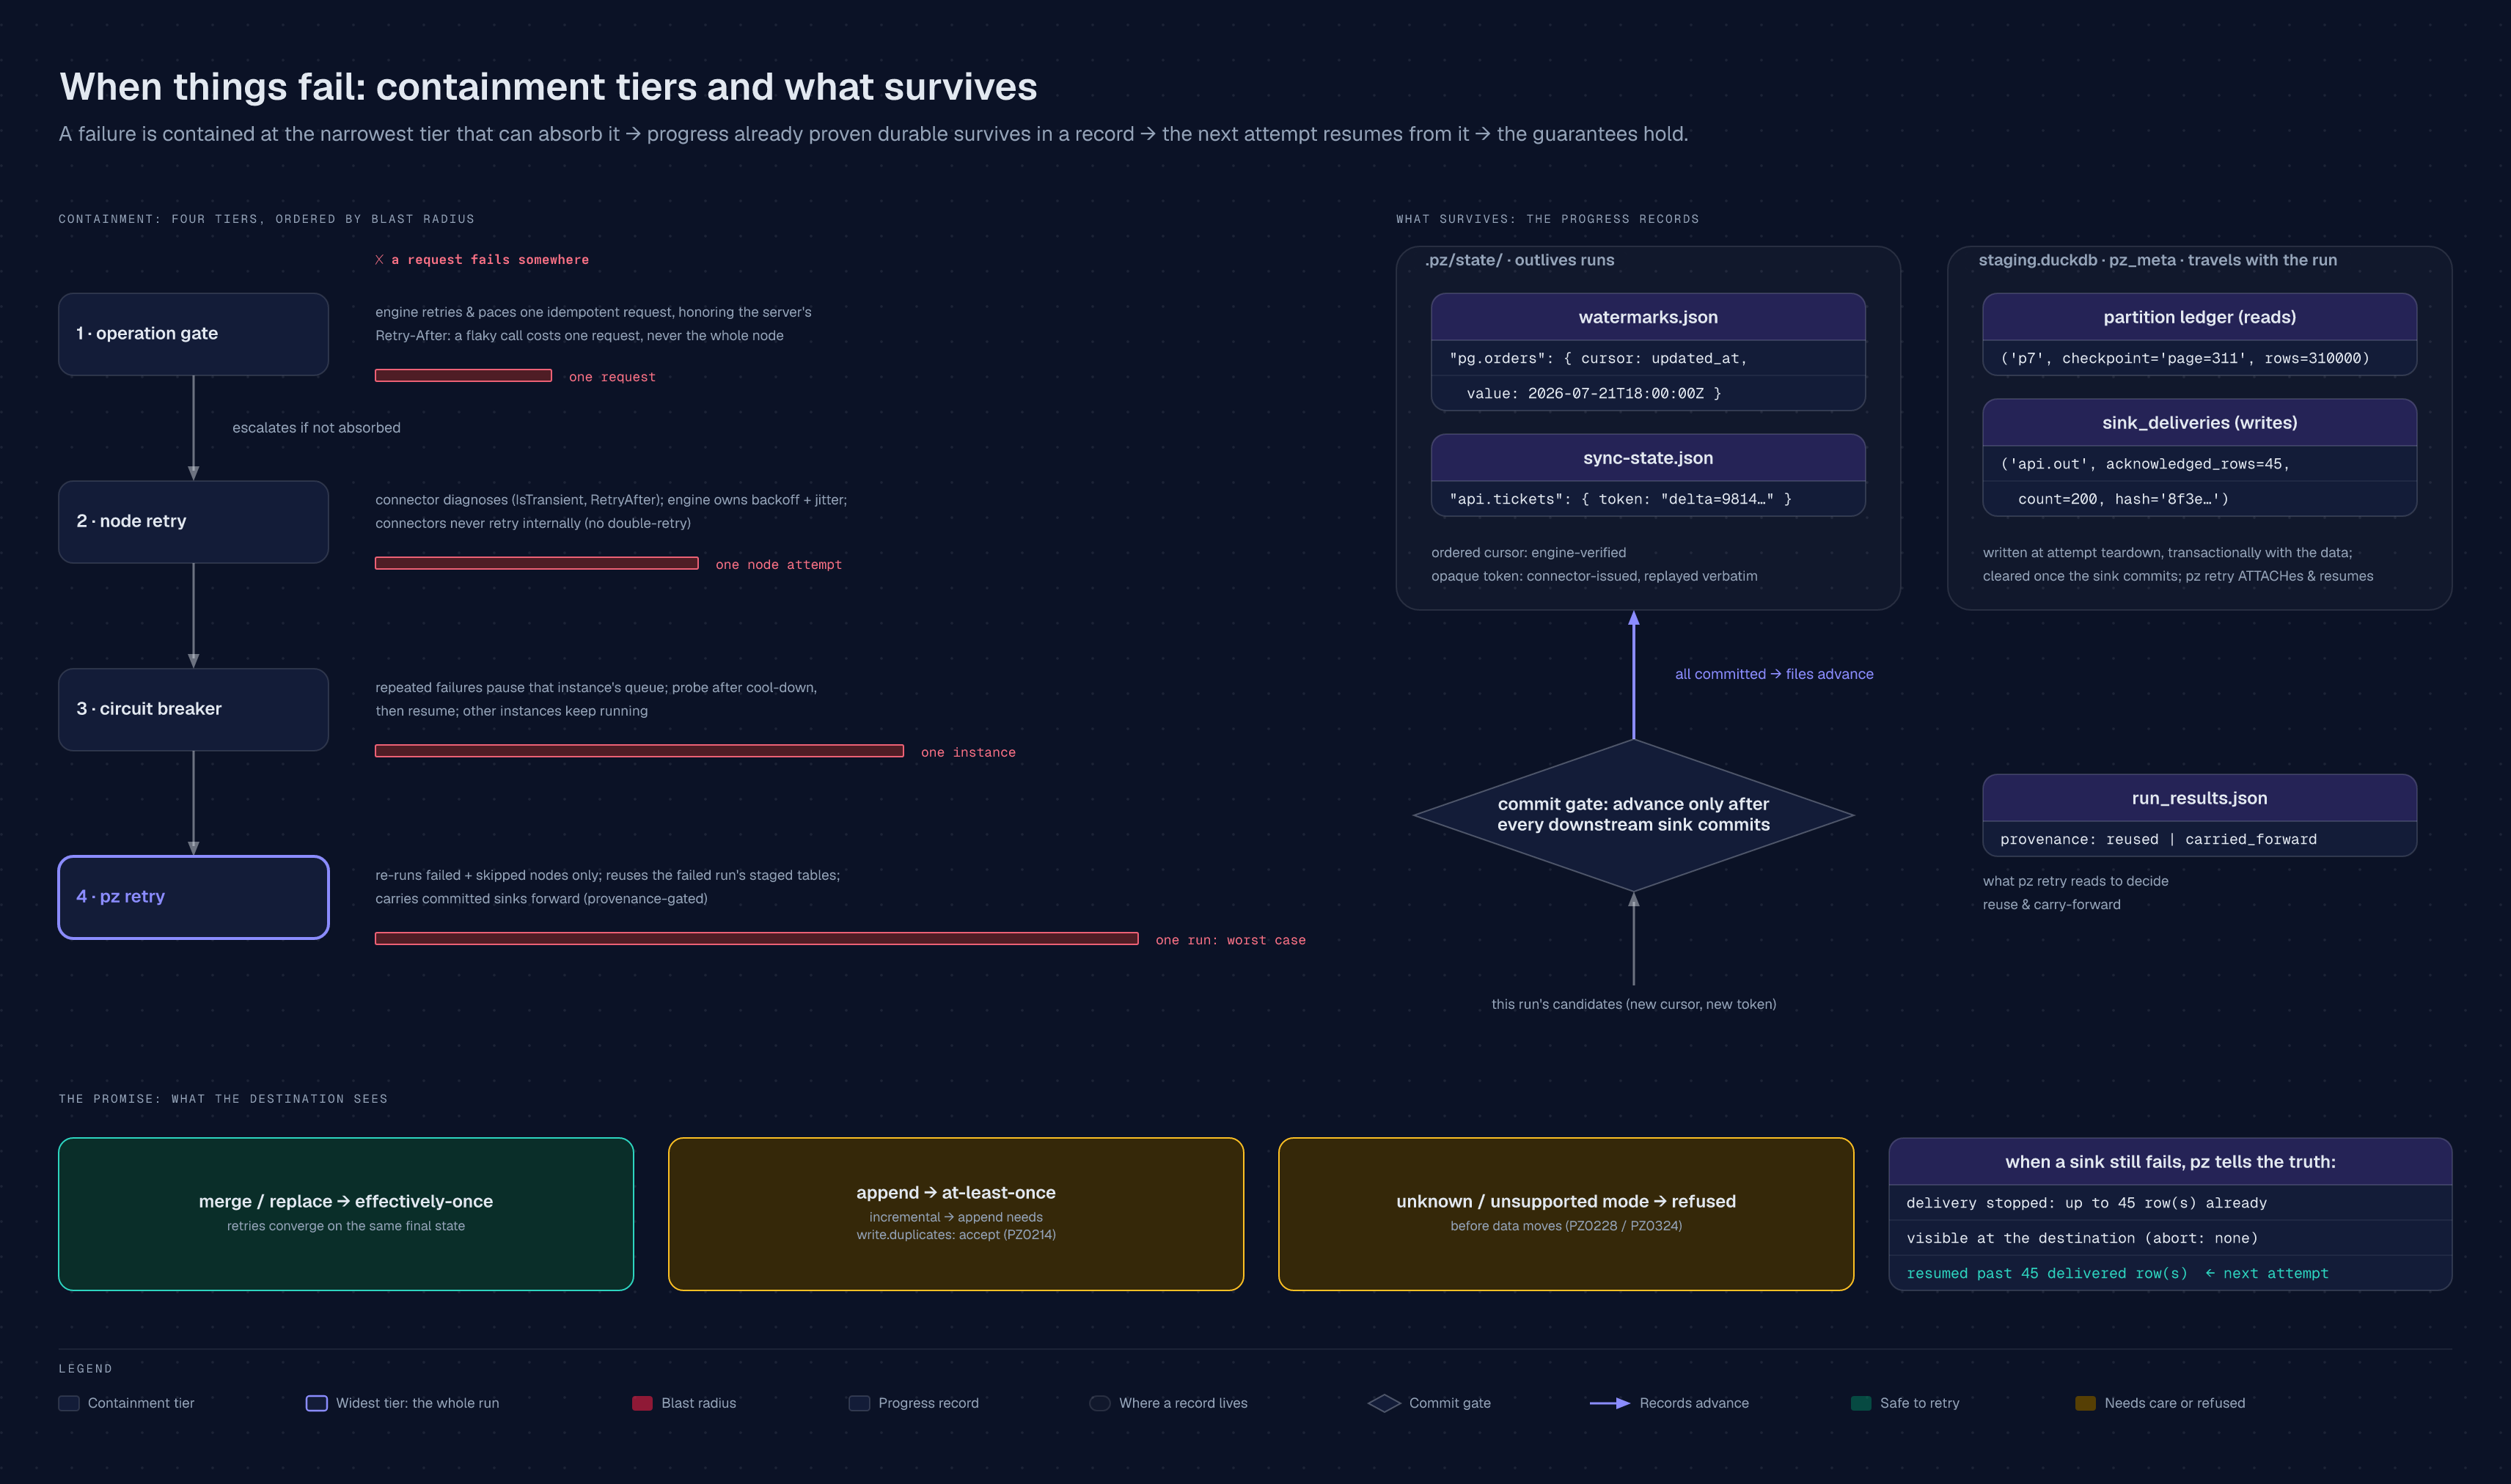 When things fail: containment tiers and what survives
A failure is contained at the narrowest tier that can absorb it → progress already proven durable survives in a record → the next attempt resumes from it → the guarantees hold.
CONTAINMENT: FOUR TIERS, ORDERED BY BLAST RADIUS
X a request fails somewhere
1 · operation gate
engine retries & paces one idempotent request, honoring the server's
Retry-After: a flaky call costs one request, never the whole node
one request
escalates if not absorbed
2 · node retry
connector diagnoses (IsTransient, RetryAfter); engine owns backoff + jitter;
connectors never retry internally (no double-retry)
one node attempt
3 · circuit breaker
repeated failures pause that instance's queue; probe after cool-down,
then resume; other instances keep running
one instance
4 · pz retry
re-runs failed + skipped nodes only; reuses the failed run's staged tables;
carries committed sinks forward (provenance-gated)
one run: worst case
WHAT SURVIVES: THE PROGRESS RECORDS
.pz/state/ · outlives runs
watermarks.json
"pg.orders": { cursor: updated_at,
value: 2026-07-21T18:00:00Z }
sync-state.json
"api.tickets": { token: "delta=9814…" }
ordered cursor: engine-verified
opaque token: connector-issued, replayed verbatim
staging.duckdb · pz_meta · travels with the run
partition ledger (reads)
('p7', checkpoint='page=311', rows=310000)
sink_deliveries (writes)
('api.out', acknowledged_rows=45,
count=200, hash='8f3e…')
written at attempt teardown, transactionally with the data;
cleared once the sink commits; pz retry ATTACHes & resumes
all committed → files advance
commit gate: advance only after
every downstream sink commits
this run's candidates (new cursor, new token)
run_results.json
provenance: reused | carried_forward
what pz retry reads to decide
reuse & carry-forward
THE PROMISE: WHAT THE DESTINATION SEES
merge / replace → effectively-once
retries converge on the same final state
append → at-least-once
incremental → append needs
write.duplicates: accept (PZ0214)
unknown / unsupported mode → refused
before data moves (PZ0228 / PZ0324)
when a sink still fails, pz tells the truth:
delivery stopped: up to 45 row(s) already
visible at the destination (abort: none)
resumed past 45 delivered row(s) ← next attempt
LEGEND
Containment tier
Widest tier: the whole run
Blast radius
Progress record
Where a record lives
Commit gate
Records advance
Safe to retry
Needs care or refused